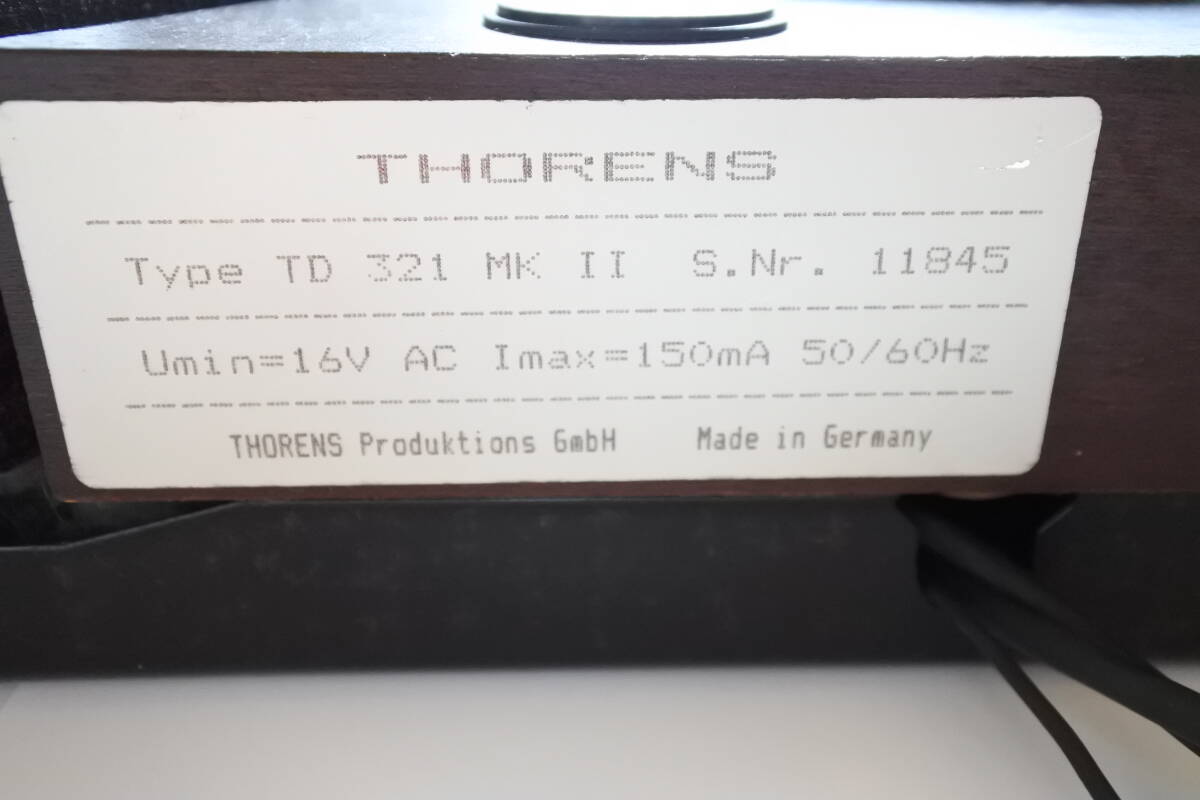 THORENS
Type TD 321 MK II S.Nr. 11845
Umin=16V AC Imax=150mA 50/60Hz
THORENS Produktions GmbH Made in Germany